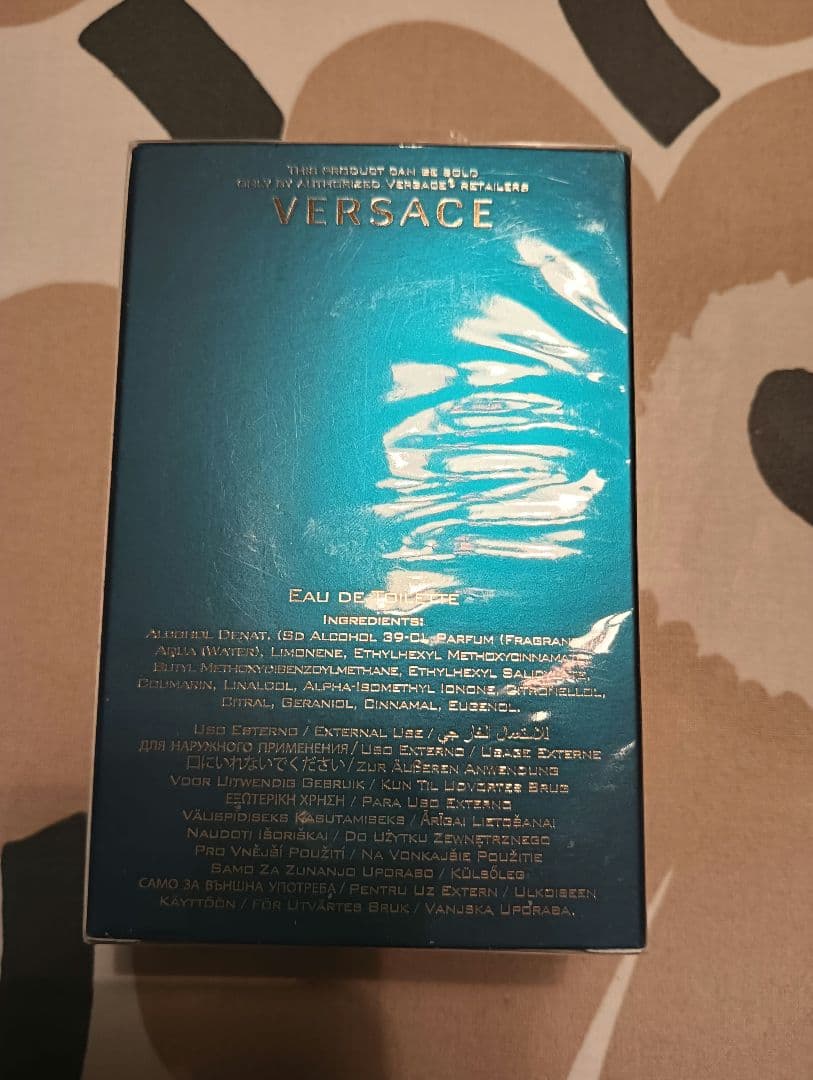 THIS PRODUCT CAN BE SOLD
ONLY BY AUTHORIZED VERSACE® RETAILERS
VERSACE
EAU DE TOILETTE
INGREDIENTS:
ALCOHOL DENAT. (SD ALCOHOL 39-C), PARFUM (FRAGRAN
AQUA (WATER), LIMONENE, ETHYLHEXYL METHOXYCINNAMATE,
BUTYL METHOXYDIBENZOYLMETHANE, ETHYLHEXYL
COUMARIN, LINALOOL, ALPHA-ISOMETHYL IONONE, CITRONELLOL,
CITRAL, GERANIOL, CINNAMAL, EUGENOL.
USO ESTERNO / EXTERNAL USE / الاستعمال الخارجي
ДЛЯ НАРУЖНОГО ПРИМЕНЕНИЯ / USO EXTERNO / USAGE EXTERNE
口にいれないでください / ZUR ÄUßEREN ANWENDUNG
VOOR UITWENDIG GEBRUIK / KUN TIL UDVORTES BRUG
ΕΞΩΤΕΡΙΚΗ ΧΡΗΣΗ / PARA USO EXTERNO
VÄLISPIDISEKS KASUTAMISEKS / ĀRĪGAI LIETOŠANAI
NAUDOTI IŠORIŠKAI / DO UŻYTKU ZEWNĘTRZNEGO
PRO VNĚJŠÍ POUŽITÍ / NA VONKAJŠIE POUŽITIE
SAMO ZA ZUNANJO UPORABO / KÜLSŐLEG
САМО ЗА ВЪНШНА УПОТРЕБА / PENTRU UZ EXTERN / ULKOISEEN
KÄYTTÖÖN / FÖR UTVÄRTES BRUK / VANJSKA UPORABA.